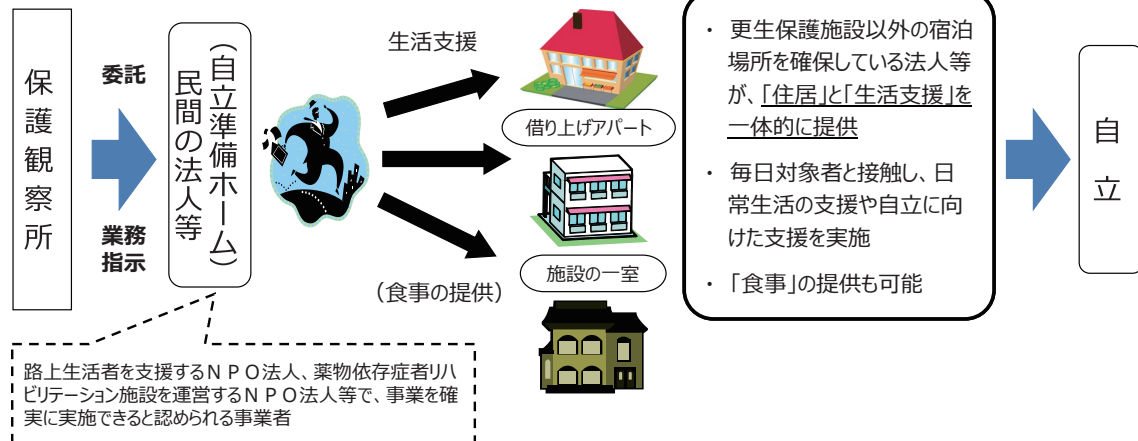 保護観察所
委託
業務
指示
民間の法人等
(自立準備ホーム)
生活支援
(食事の提供)
借り上げアパート
施設の一室
・ 更生保護施設以外の宿泊
場所を確保している法人等
が、「住居」と「生活支援」を
一体的に提供
・ 毎日対象者と接触し、日
常生活の支援や自立に向
けた支援を実施
・ 「食事」の提供も可能
自立
路上生活者を支援するNPO法人、薬物依存症者リハ
ビリテーション施設を運営するNPO法人等で、事業を確
実に実施できると認められる事業者